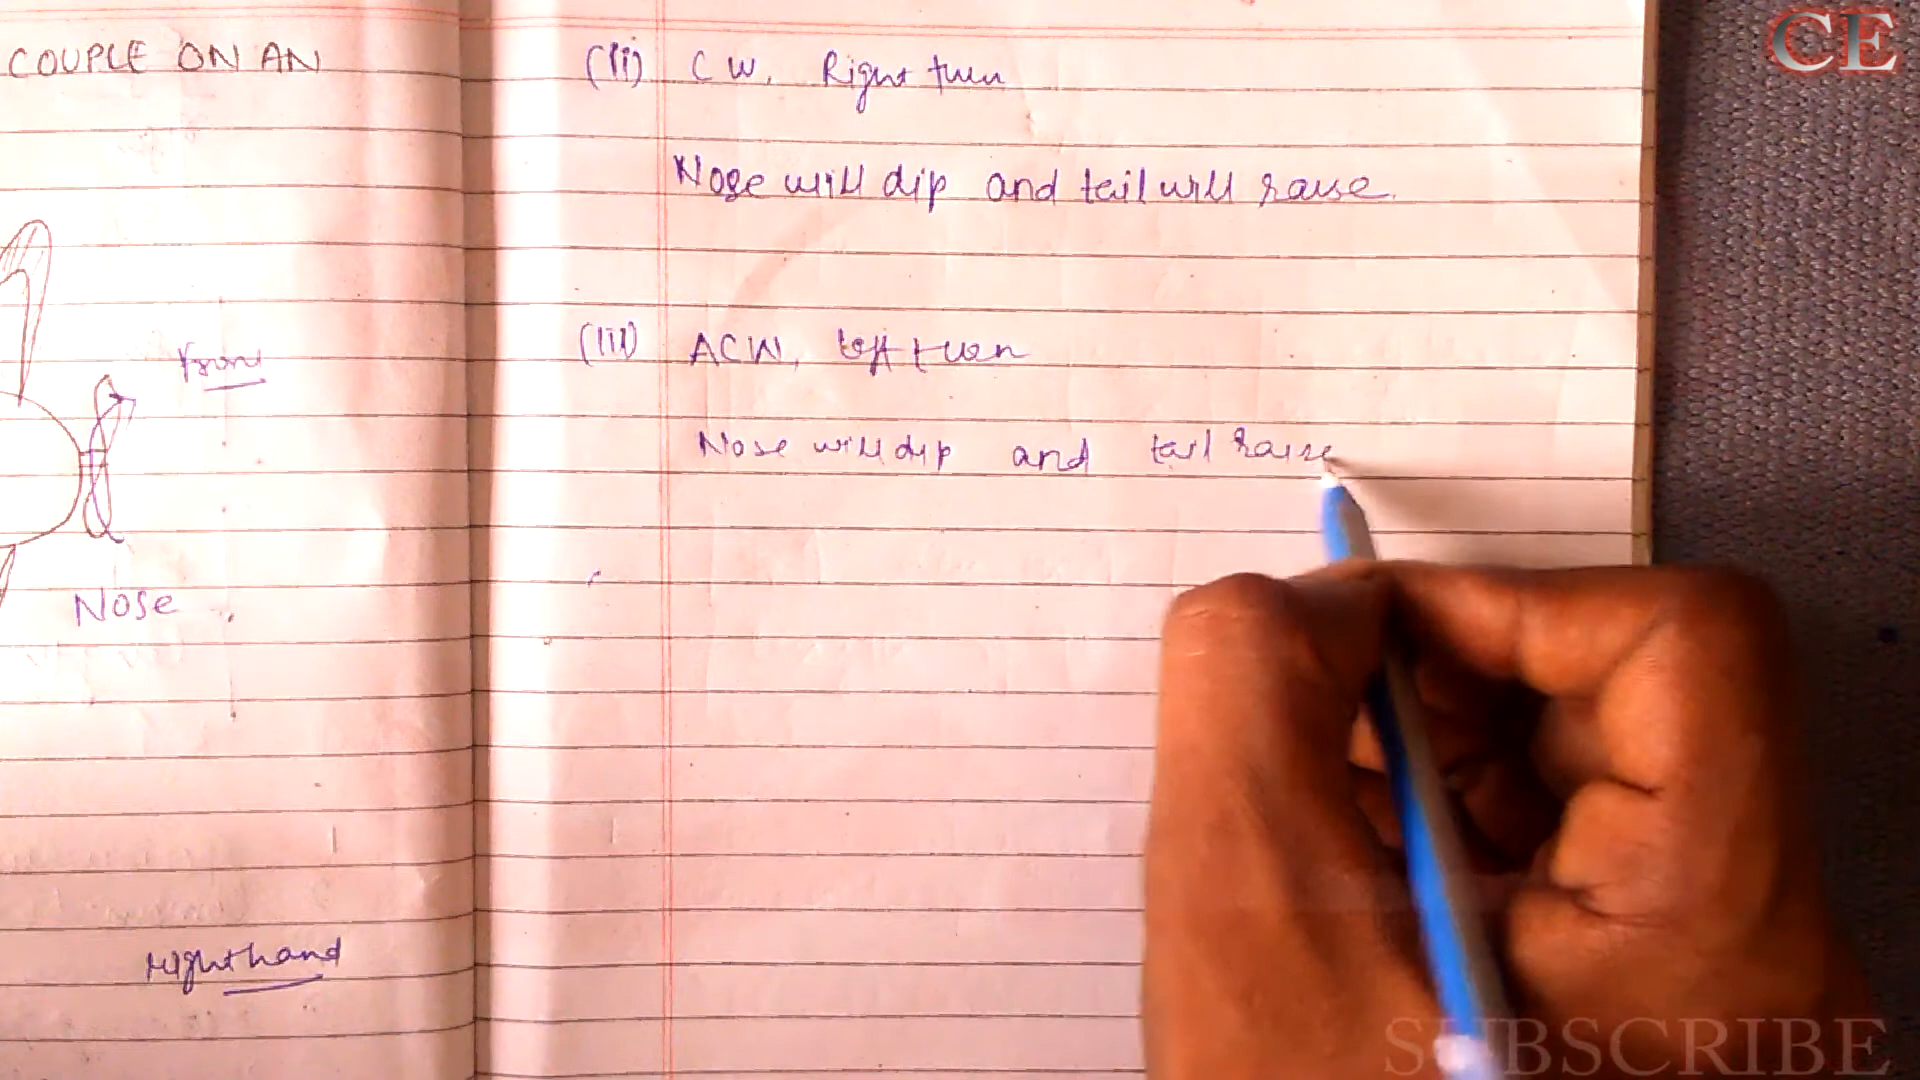 COUPLE ON AN
Front
Nose
Righthand
(ii) CW, Right turn
Nose will dip and tail will raise.
(iii) ACW, left turn
Nose will dip and tail raise
CE
SUBSCRIBE